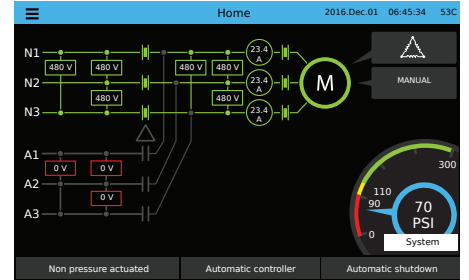 Home 2016.Dec.01 06:45:34 53C
N1
480 V 480 V 480 V 480 V 23.4 A
N2
480 V 480 V 23.4 A M MANUAL
N3
23.4 A
A1
0 V 0 V
A2
0 V
A3
300
110
90
0
70
PSI
System
Non pressure actuated Automatic controller Automatic shutdown